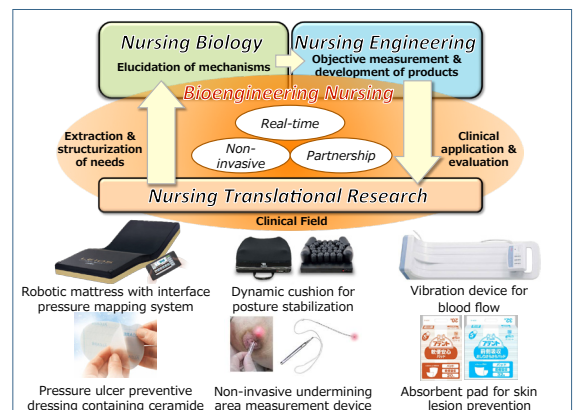 Nursing Biology
Elucidation of mechanisms
Nursing Engineering
Objective measurement &
development of products
Bioengineering Nursing
Real-time
Non-
invasive
Partnership
Extraction &
structurization
of needs
Clinical
application &
evaluation
Nursing Translational Research
Clinical Field
Robotic mattress with interface
pressure mapping system
Dynamic cushion for
posture stabilization
Vibration device for
blood flow
Pressure ulcer preventive
dressing containing ceramide
Non-invasive undermining
area measurement device
Absorbent pad for skin
lesion prevention